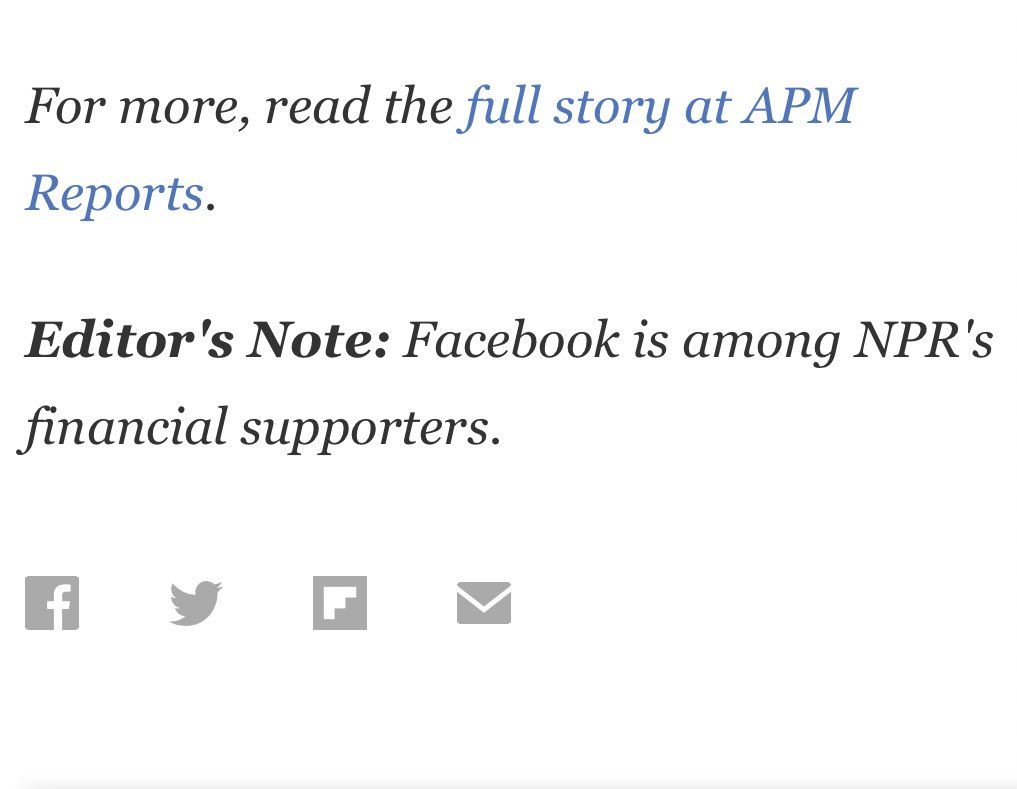 For more, read the full story at APM
Reports.
Editor's Note: Facebook is among NPR's
financial supporters.